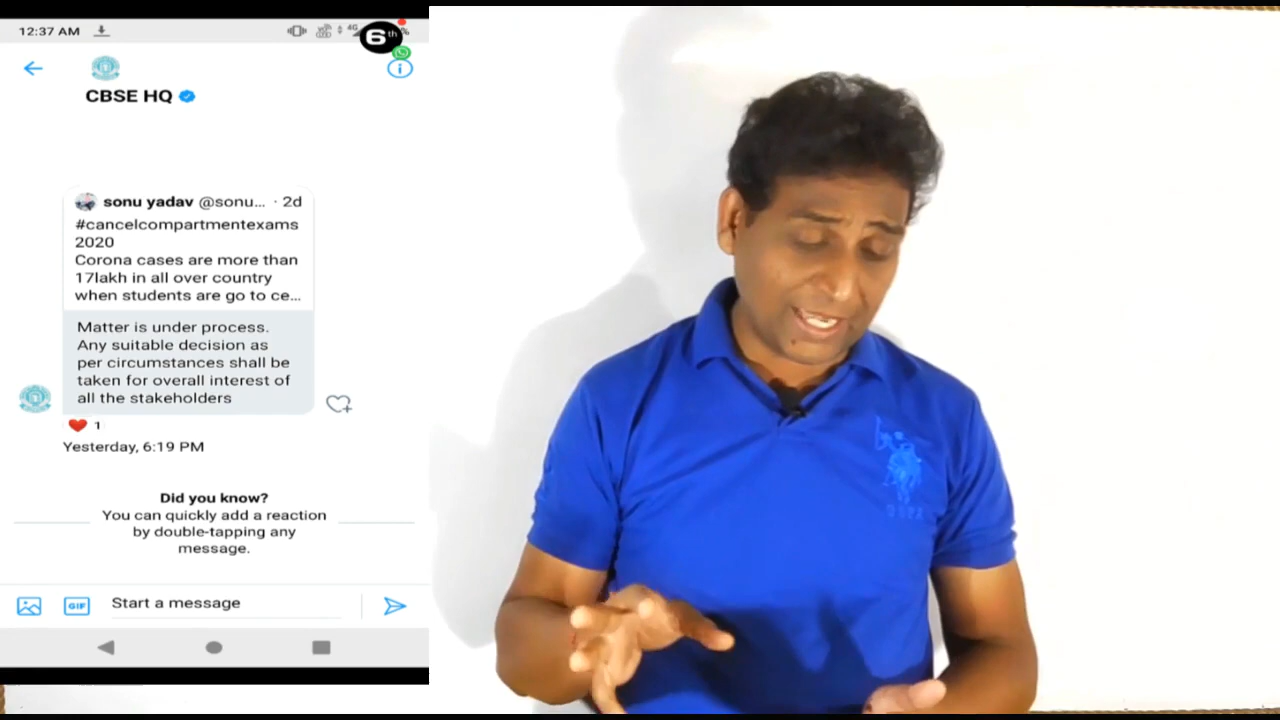 12:37 AM
4G
%
6th
CBSE HQ
sonu yadav @sonu... · 2d
#cancelcompartmentexams
2020
Corona cases are more than
17lakh in all over country
when students are go to ce...
Matter is under process.
Any suitable decision as
per circumstances shall be
taken for overall interest of
all the stakeholders
1
Yesterday, 6:19 PM
Did you know?
You can quickly add a reaction
by double-tapping any
message.
GIF
Start a message